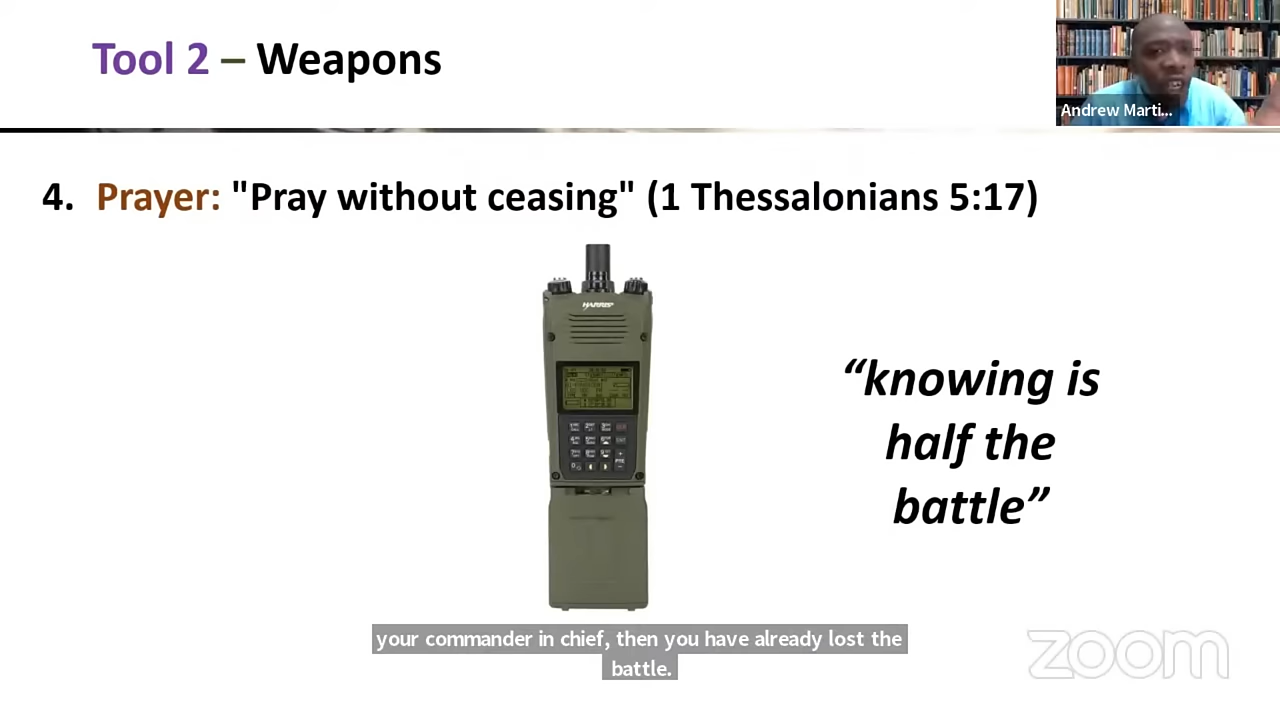 Tool 2 – Weapons
Andrew Marti...
4. Prayer: "Pray without ceasing" (1 Thessalonians 5:17)
HARRIS
“knowing is
half the
battle”
your commander in chief, then you have already lost the
battle.
zoom